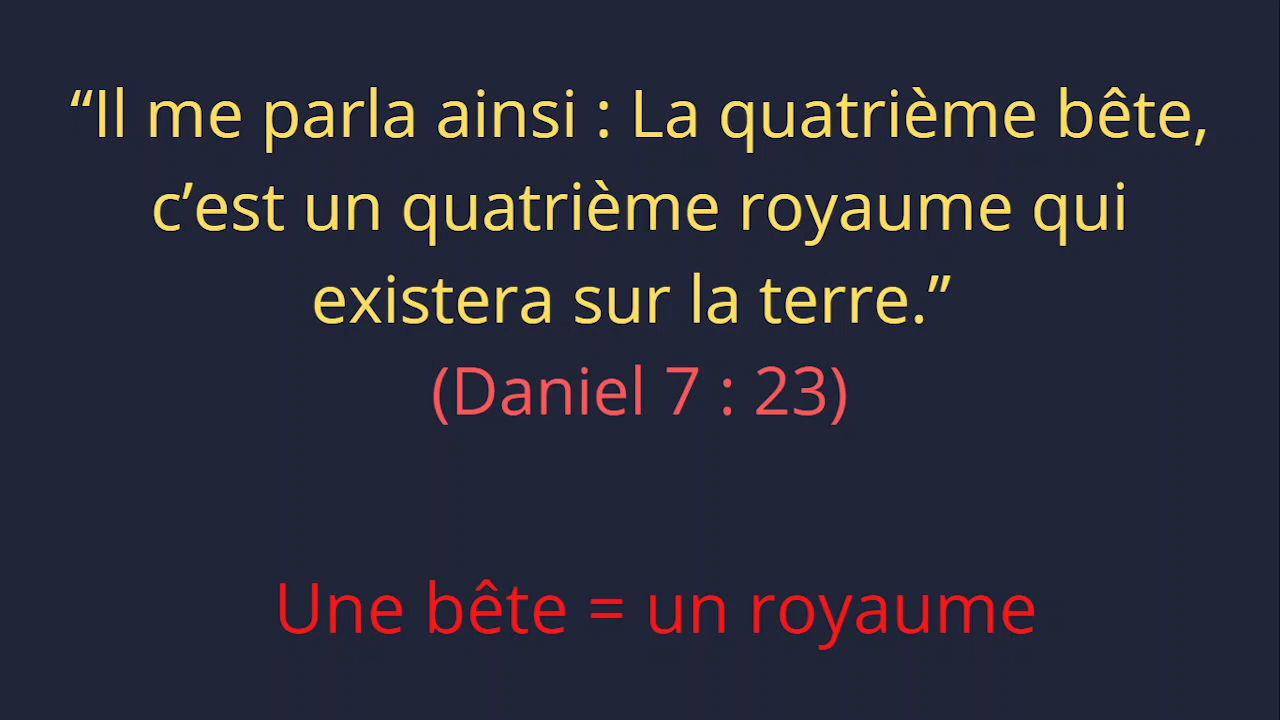 “Il me parla ainsi : La quatrième bête,
c’est un quatrième royaume qui
existera sur la terre.”
(Daniel 7 : 23)
Une bête = un royaume